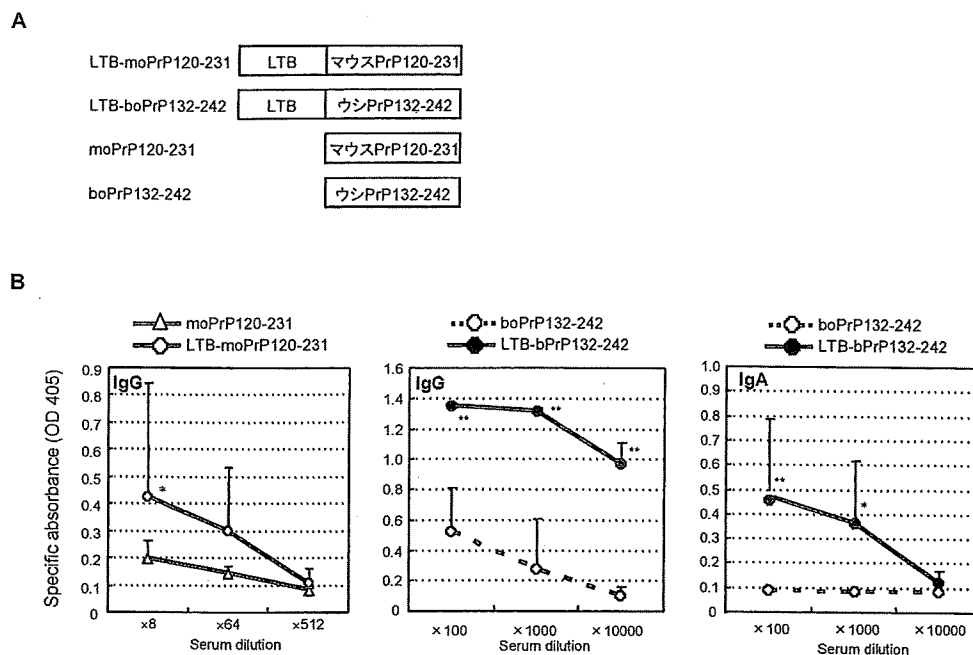 A
LTB-moPrP120-231 LTB マウスPrP120-231
LTB-boPrP132-242 LTB ウシPrP132-242
moPrP120-231 マウスPrP120-231
boPrP132-242 ウシPrP132-242
B
moPrP120-231
LTB-moPrP120-231
Specific absorbance (OD 405)
0.9
0.8
0.7
0.6
0.5
0.4
0.3
0.2
0.1
0
IgG
*
×8 ×64 ×512
Serum dilution
boPrP132-242
LTB-bPrP132-242
1.6
1.4
1.2
1.0
0.8
0.6
0.4
0.2
0
IgG
** ** **
×100 ×1000 ×10000
Serum dilution
boPrP132-242
LTB-bPrP132-242
1.0
0.9
0.8
0.7
0.6
0.5
0.4
0.3
0.2
0.1
0
IgA
** *
×100 ×1000 ×10000
Serum dilution